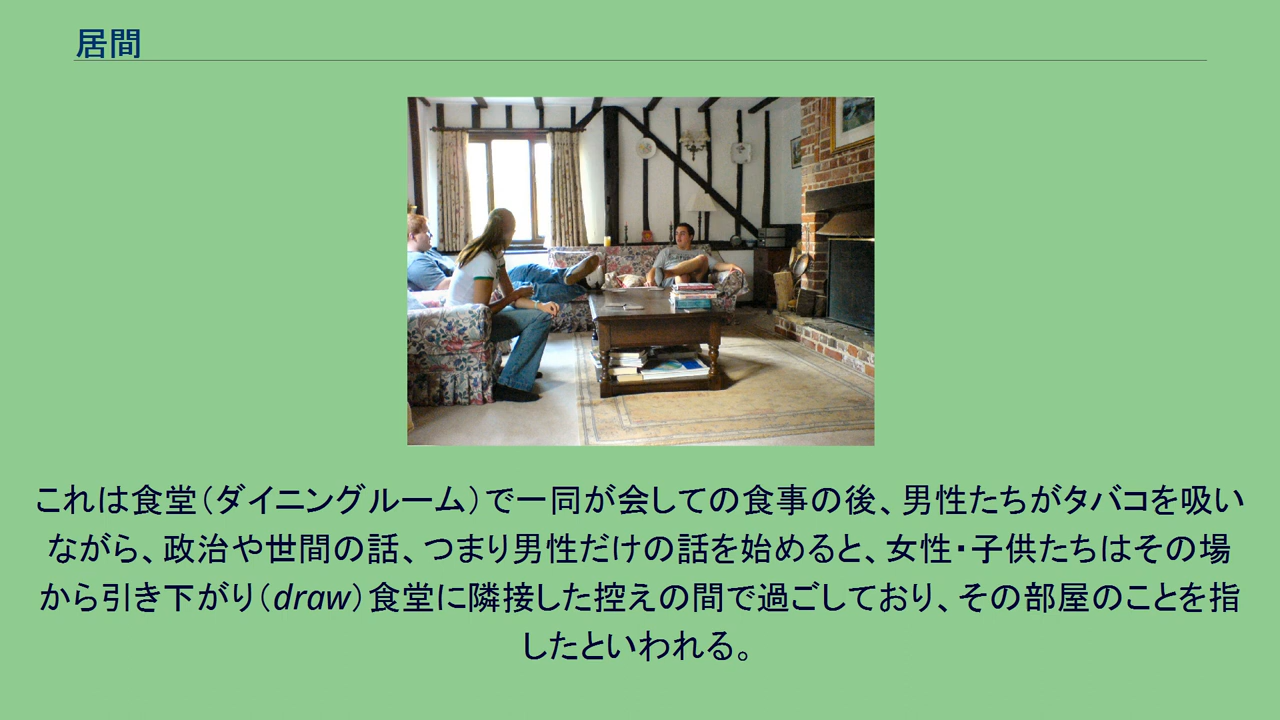 居間
これは食堂（ダイニングルーム）で一同が会しての食事の後、男性たちがタバコを吸い
ながら、政治や世間の話、つまり男性だけの話を始めると、女性・子供たちはその場
から引き下がり（draw）食堂に隣接した控えの間で過ごしており、その部屋のことを指
したといわれる。